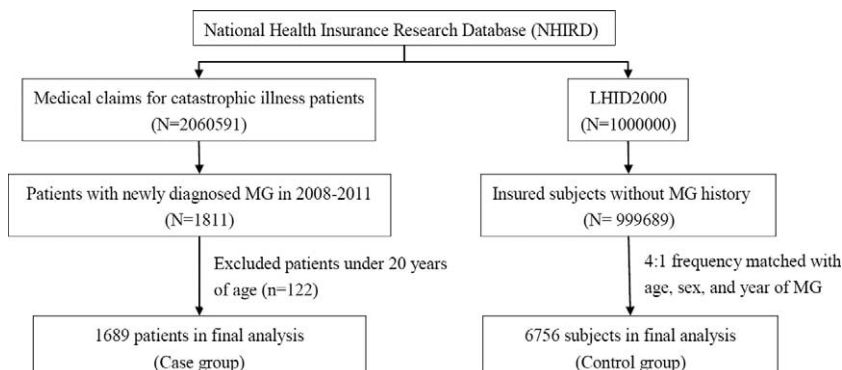 National Health Insurance Research Database (NHIRD)
Medical claims for catastrophic illness patients
(N=2060591)
LHID2000
(N=1000000)
Patients with newly diagnosed MG in 2008-2011
(N=1811)
Insured subjects without MG history
(N= 999689)
Excluded patients under 20 years
of age (n=122)
4:1 frequency matched with
age, sex, and year of MG
1689 patients in final analysis
(Case group)
6756 subjects in final analysis
(Control group)